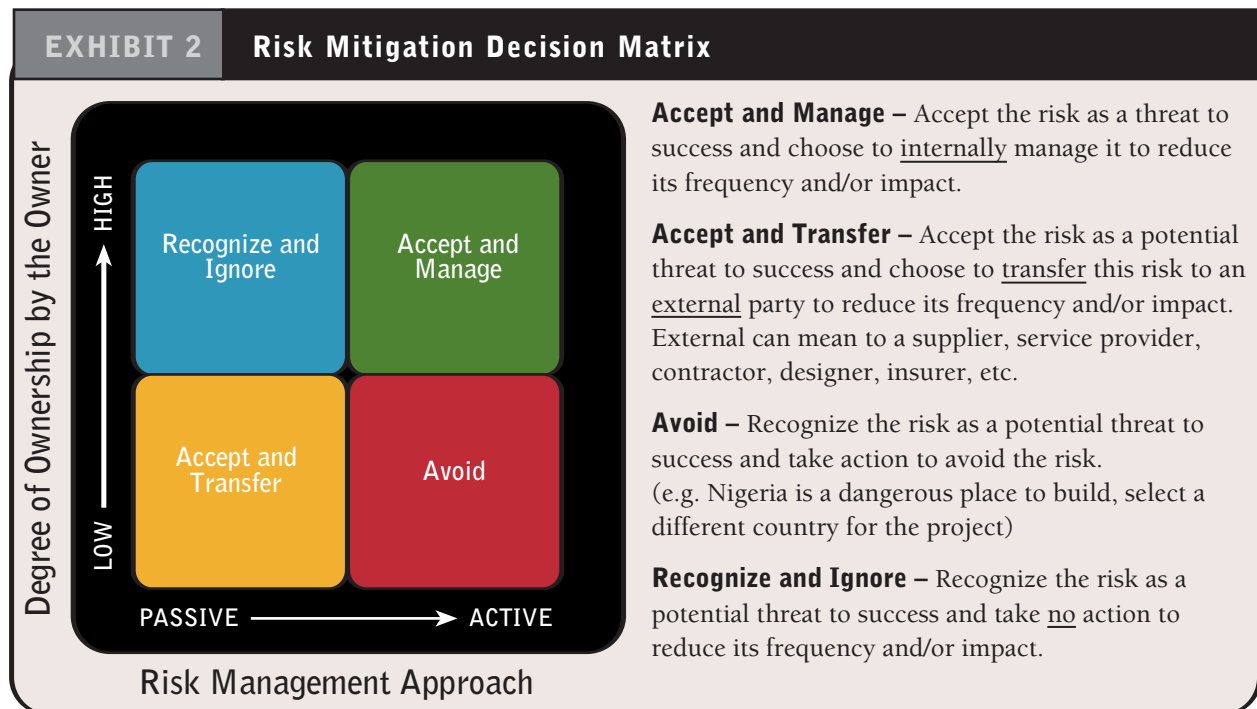 EXHIBIT 2
Risk Mitigation Decision Matrix
Degree of Ownership by the Owner
HIGH
LOW
Recognize and
Ignore
Accept and
Manage
Accept and
Transfer
Avoid
PASSIVE
ACTIVE
Risk Management Approach
Accept and Manage – Accept the risk as a threat to
success and choose to internally manage it to reduce
its frequency and/or impact.
Accept and Transfer – Accept the risk as a potential
threat to success and choose to transfer this risk to an
external party to reduce its frequency and/or impact.
External can mean to a supplier, service provider,
contractor, designer, insurer, etc.
Avoid – Recognize the risk as a potential threat to
success and take action to avoid the risk.
(e.g. Nigeria is a dangerous place to build, select a
different country for the project)
Recognize and Ignore – Recognize the risk as a
potential threat to success and take no action to
reduce its frequency and/or impact.